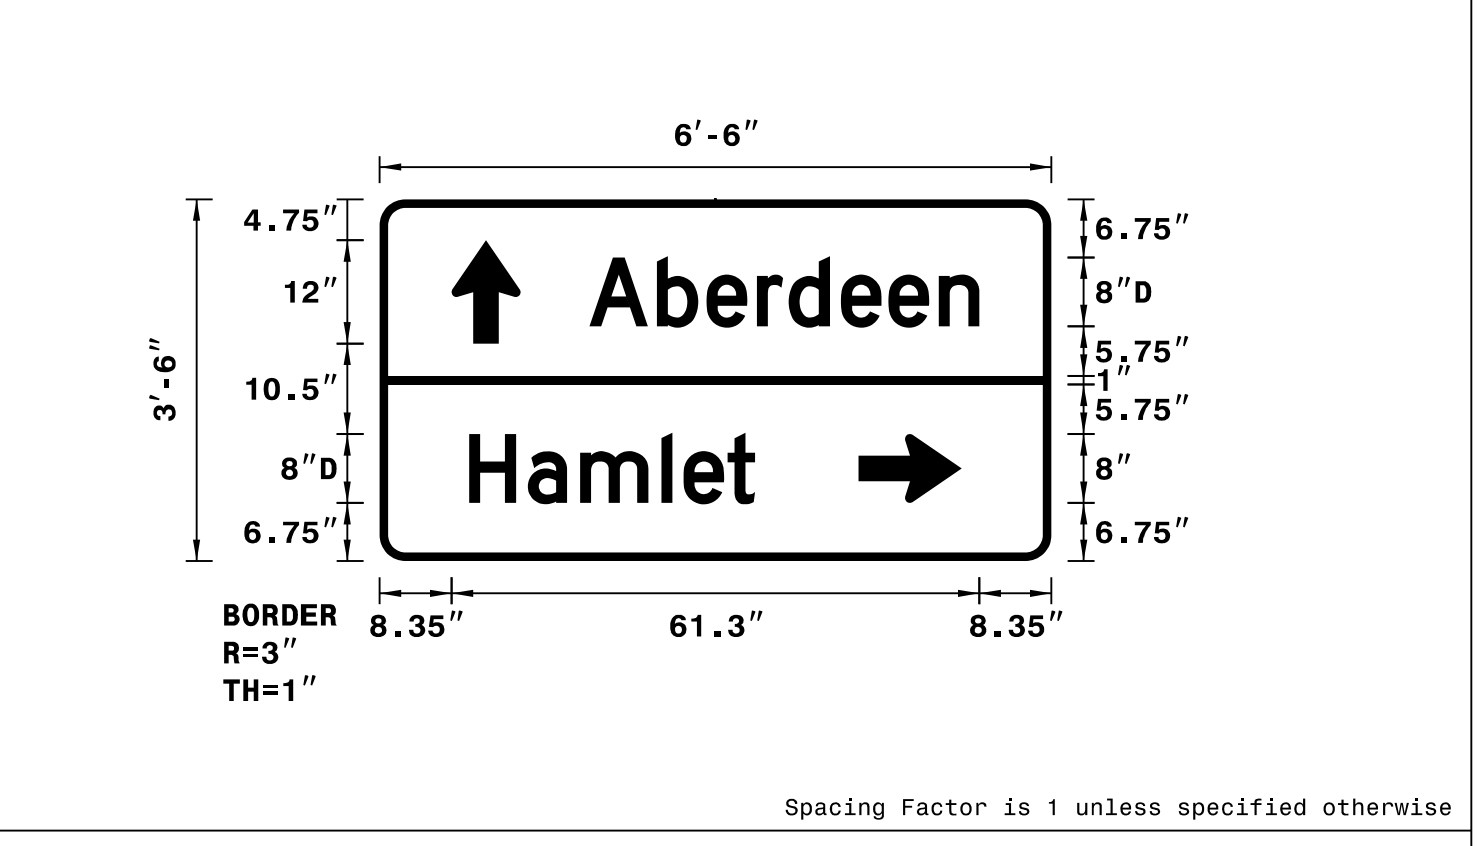 6'-6"
4.75"
6.75"
12"
Aberdeen
8"D
3'-6"
5.75"
10.5"
1"
5.75"
8"D
Hamlet
8"
6.75"
6.75"
BORDER
R=3"
TH=1"
8.35"
61.3"
8.35"
Spacing Factor is 1 unless specified otherwise